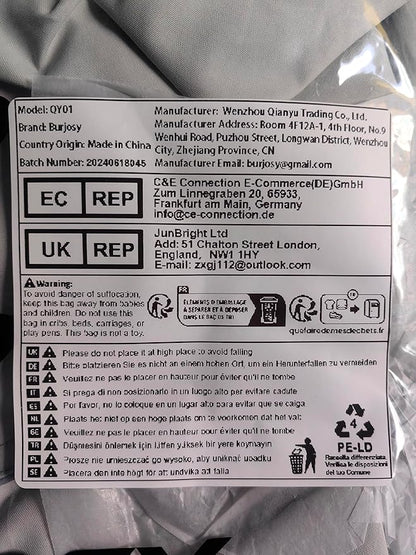 Model: QY01
Brand: Burjosy
Country Origin: Made in China
Batch Number: 20240618045
Manufacturer: Wenzhou Qianyu Trading Co., Ltd.
Manufacturer Address: Room 4F12A-1, 4th Floor, No.9
Wenhui Road, Puzhou Street, Longwan District, Wenzhou
City, Zhejiang Province, CN
Manufacturer Email: burjosy@gmail.com
EC REP
C&E Connection E-Commerce(DE)GmbH
Zum Linnegraben 20, 65933,
Frankfurt am Main, Germany
info@ce-connection.de
UK REP
JunBright Ltd
Add: 51 Chalton Street London,
England, NW1 1HY
E-mail: zxgj112@outlook.com
Warning:
To avoid danger of suffocation,
keep this bag away from babies
and children. Do not use this
bag in cribs, beds, carriages, or
play pens. This bag is not a toy.
FR
ÉLÉMENTS D'EMBALLAGE
À SÉPARER ET À DÉPOSER
DANS LE BAC DE TRI
FR
quefairedemesdechets.fr
UK Please do not place it at high place to avoid falling
DE Bitte platzieren Sie es nicht an einem hohen Ort, um ein Herunterfallen zu vermeiden
FR Veuillez ne pas le placer en hauteur pour éviter qu'il ne tombe
IT Si prega di non posizionarlo in un luogo alto per evitare cadute
ES Por favor, no lo coloque en un lugar alto para evitar que se caiga
NL Plaats het niet op een hoge plaats om te voorkomen dat het valt
Veuillez ne pas le placer en hauteur pour éviter qu'il ne tombe
TR Düşmesini önlemek için lütfen yüksek bir yere koymayın
PL Proszę nie umieszczać go wysoko, aby uniknąć upadku
SE Placera den inte högt för att undvika att falla
4
PE-LD
Raccolta differenziata
Verifica le disposizioni
del tuo Comune